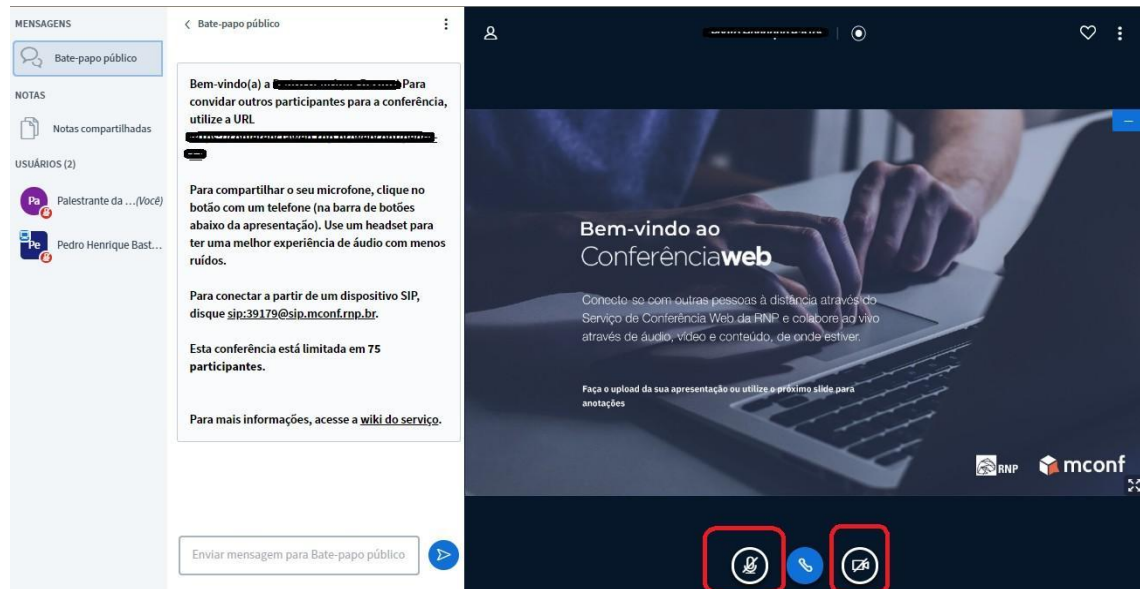 MENSAGENS
Bate-papo público
NOTAS
Notas compartilhadas
USUÁRIOS (2)
Pa
Palestrante da ...(Você)
Pe
Pedro Henrique Bast...
Bate-papo público
Bem-vindo(a) a
Para
convidar outros participantes para a conferência,
utilize a URL
Para compartilhar o seu microfone, clique no
botão com um telefone (na barra de botões
abaixo da apresentação). Use um headset para
ter uma melhor experiência de áudio com menos
ruídos.
Para conectar a partir de um dispositivo SIP,
disque sip:39179@sip.mconf.rnp.br.
Esta conferência está limitada em 75
participantes.
Para mais informações, acesse a wiki do serviço.
Enviar mensagem para Bate-papo público
Bem-vindo ao
Conferênciaweb
Conecte-se com outras pessoas à distância através do
Serviço de Conferência Web da RNP e colabore ao vivo
através de áudio, vídeo e conteúdo, de onde estiver.
Faça o upload da sua apresentação ou utilize o próximo slide para
anotações
RNP
mconf